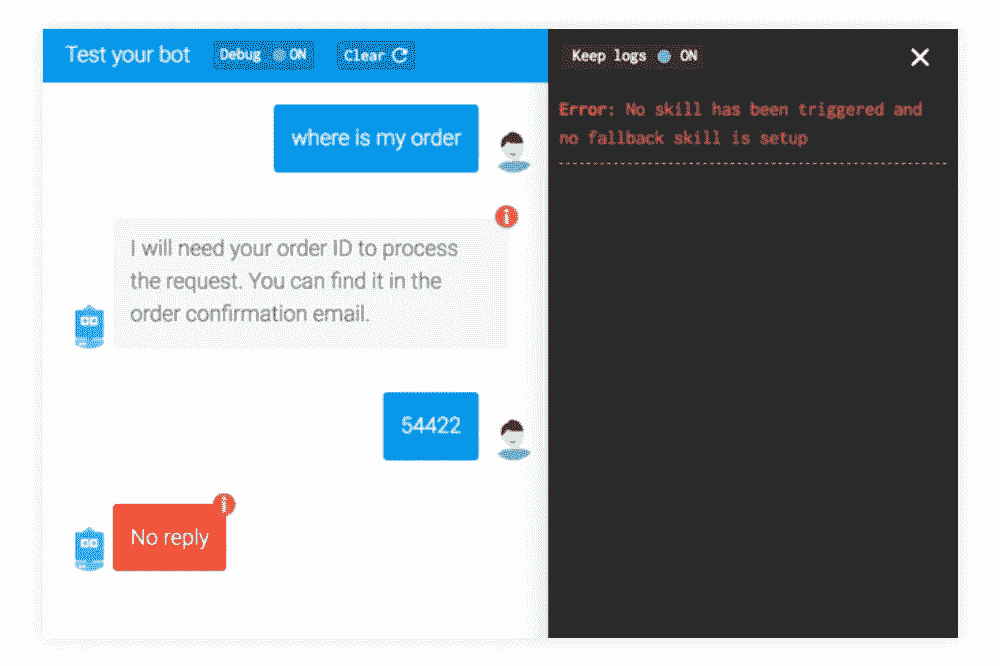 Test your bot
Debug ON
Clear
Keep logs ON
where is my order
I will need your order ID to process
the request. You can find it in the
order confirmation email.
54422
No reply
Error: No skill has been triggered and
no fallback skill is setup